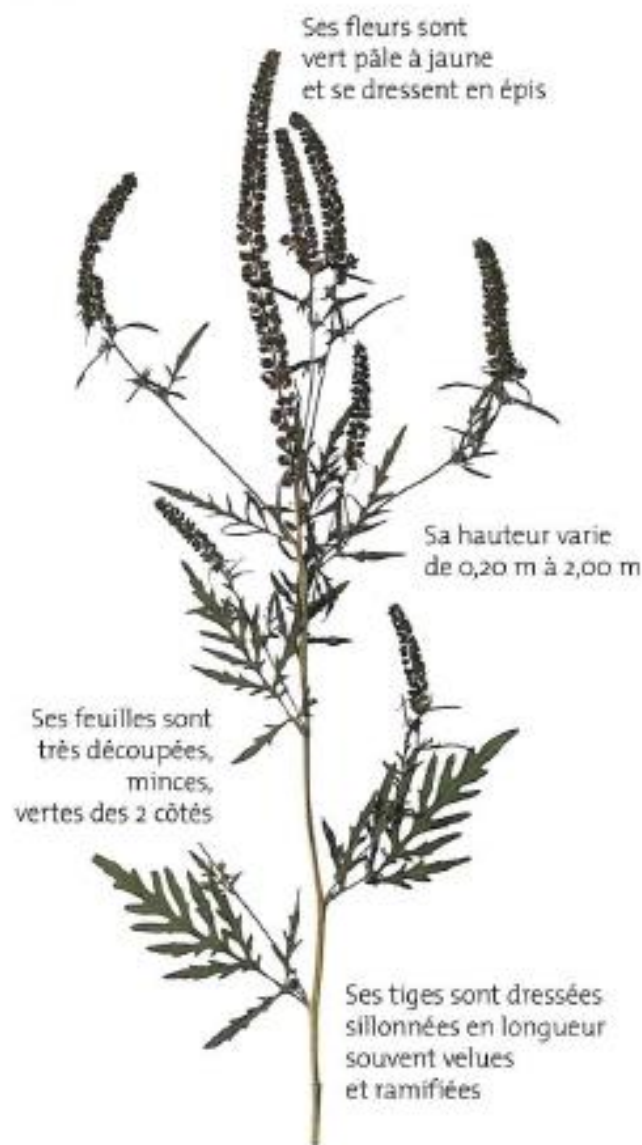 Ses fleurs sont
vert pâle à jaune
et se dressent en épis
Sa hauteur varie
de 0,20 m à 2,00 m
Ses feuilles sont
très découpées,
minces,
vertes des 2 côtés
Ses tiges sont dressées
sillonnées en longueur
souvent velues
et ramifiées